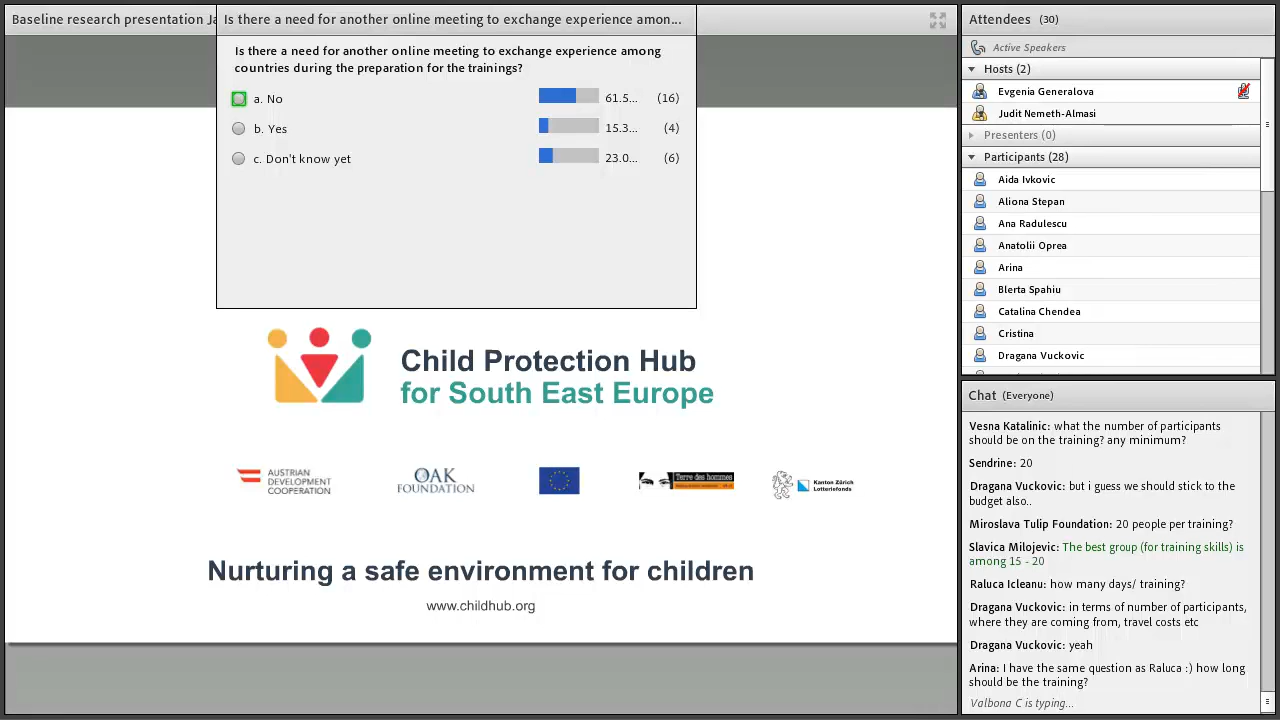 Baseline research presentation Ja
Is there a need for another online meeting to exchange experience amon...
Is there a need for another online meeting to exchange experience among
countries during the preparation for the trainings?
a. No 61.5... (16)
b. Yes 15.3... (4)
c. Don't know yet 23.0... (6)
Child Protection Hub
for South East Europe
AUSTRIAN
DEVELOPMENT
COOPERATION
OAK
FOUNDATION
Terre des hommes
Kanton Zürich
Lotteriefonds
Nurturing a safe environment for children
www.childhub.org
Attendees (30)
Active Speakers
Hosts (2)
Evgenia Generalova
Judit Nemeth-Almasi
Presenters (0)
Participants (28)
Aida Ivkovic
Aliona Stepan
Ana Radulescu
Anatolii Oprea
Arina
Blerta Spahiu
Catalina Chendea
Cristina
Dragana Vuckovic
Chat (Everyone)
Vesna Katalinic: what the number of participants
should be on the training? any minimum?
Sendrine: 20
Dragana Vuckovic: but i guess we should stick to the
budget also..
Miroslava Tulip Foundation: 20 people per training?
Slavica Milojevic: The best group (for training skills) is
among 15 - 20
Raluca Icleanu: how many days/ training?
Dragana Vuckovic: in terms of number of participants,
where they are coming from, travel costs etc
Dragana Vuckovic: yeah
Arina: I have the same question as Raluca :) how long
should be the training?
Valbona C is typing...